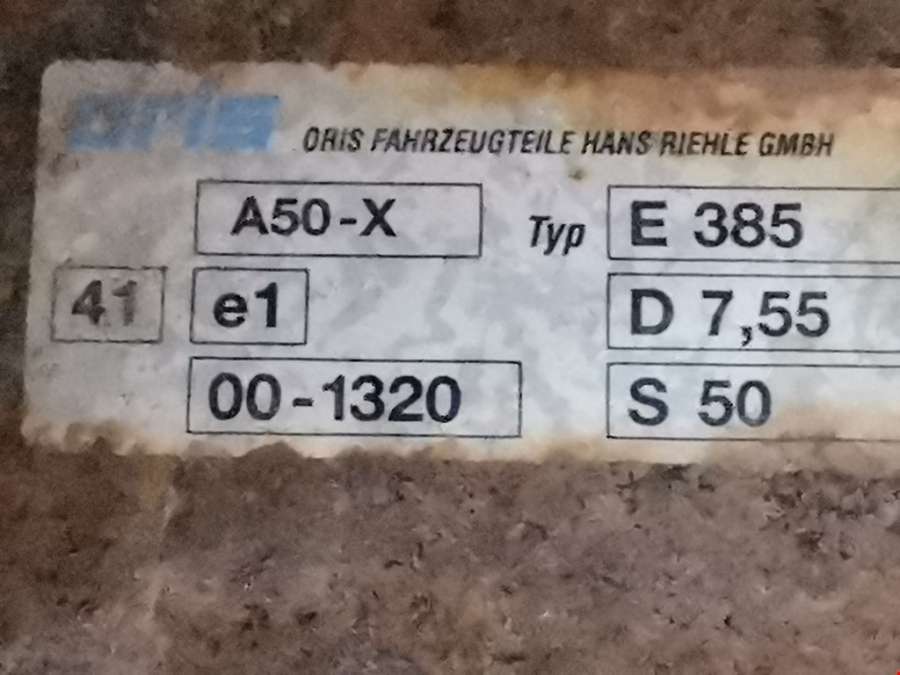 oris
ORIS FAHRZEUGTEILE HANS RIEHLE GMBH
A50-X Typ E 385
41 e1 D 7,55
00-1320 S 50